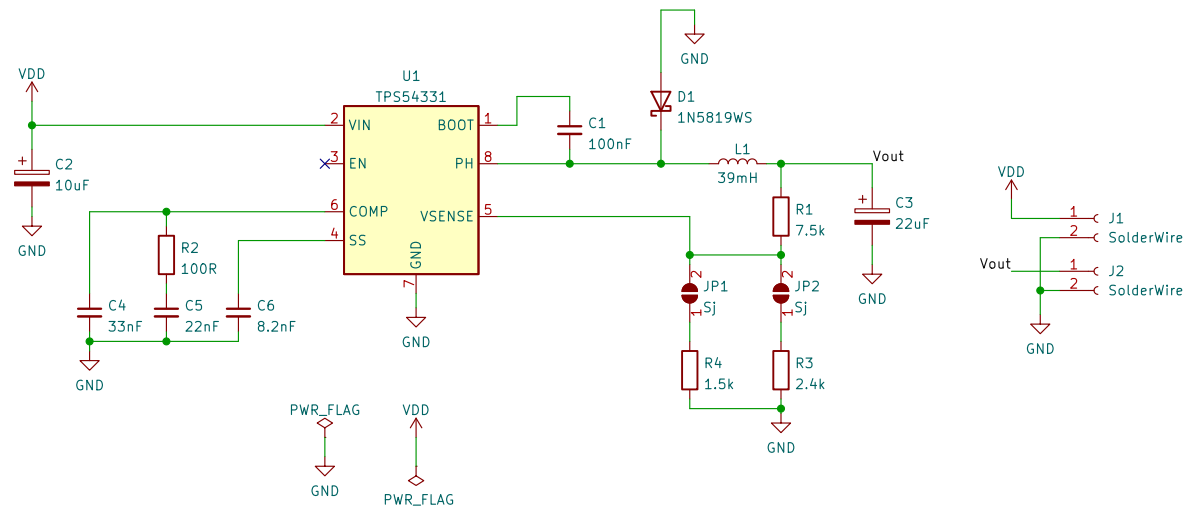 GND
VDD
U1
TPS54331
2
VIN
BOOT
1
3
EN
PH
8
6
COMP
VSENSE
5
4
SS
GND
7
GND
C2
10uF
GND
R2
100R
C4
33nF
C5
22nF
C6
8.2nF
GND
C1
100nF
D1
1N5819WS
L1
39mH
Vout
R1
7.5k
C3
22uF
GND
2
JP1
1
Sj
2
JP2
1
Sj
R4
1.5k
R3
2.4k
GND
VDD
1
J1
2
SolderWire
Vout
1
J2
2
SolderWire
GND
PWR_FLAG
GND
VDD
PWR_FLAG